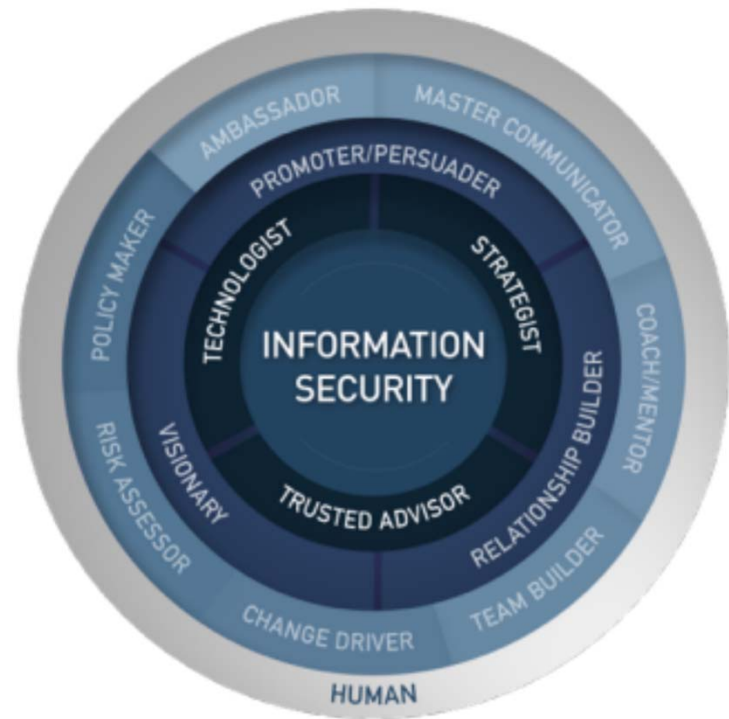 INFORMATION
SECURITY
TECHNOLOGIST
STRATEGIST
TRUSTED ADVISOR
PROMOTER/PERSUADER
RELATIONSHIP BUILDER
VISIONARY
AMBASSADOR
MASTER COMMUNICATOR
COACH/MENTOR
TEAM BUILDER
CHANGE DRIVER
RISK ASSESSOR
POLICY MAKER
HUMAN